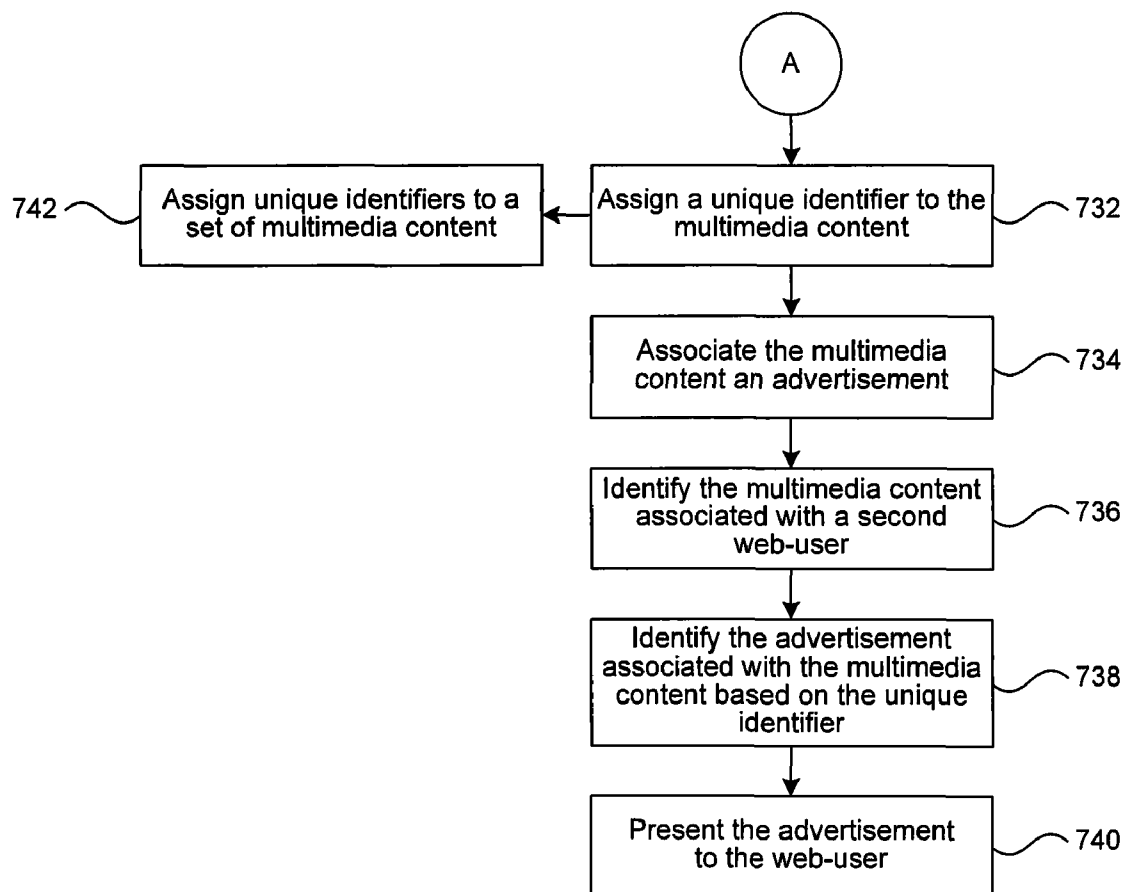 A
742
Assign unique identifiers to a
set of multimedia content
Assign a unique identifier to the
multimedia content
732
Associate the multimedia
content an advertisement
734
Identify the multimedia content
associated with a second
web-user
736
Identify the advertisement
associated with the multimedia
content based on the unique
identifier
738
Present the advertisement
to the web-user
740